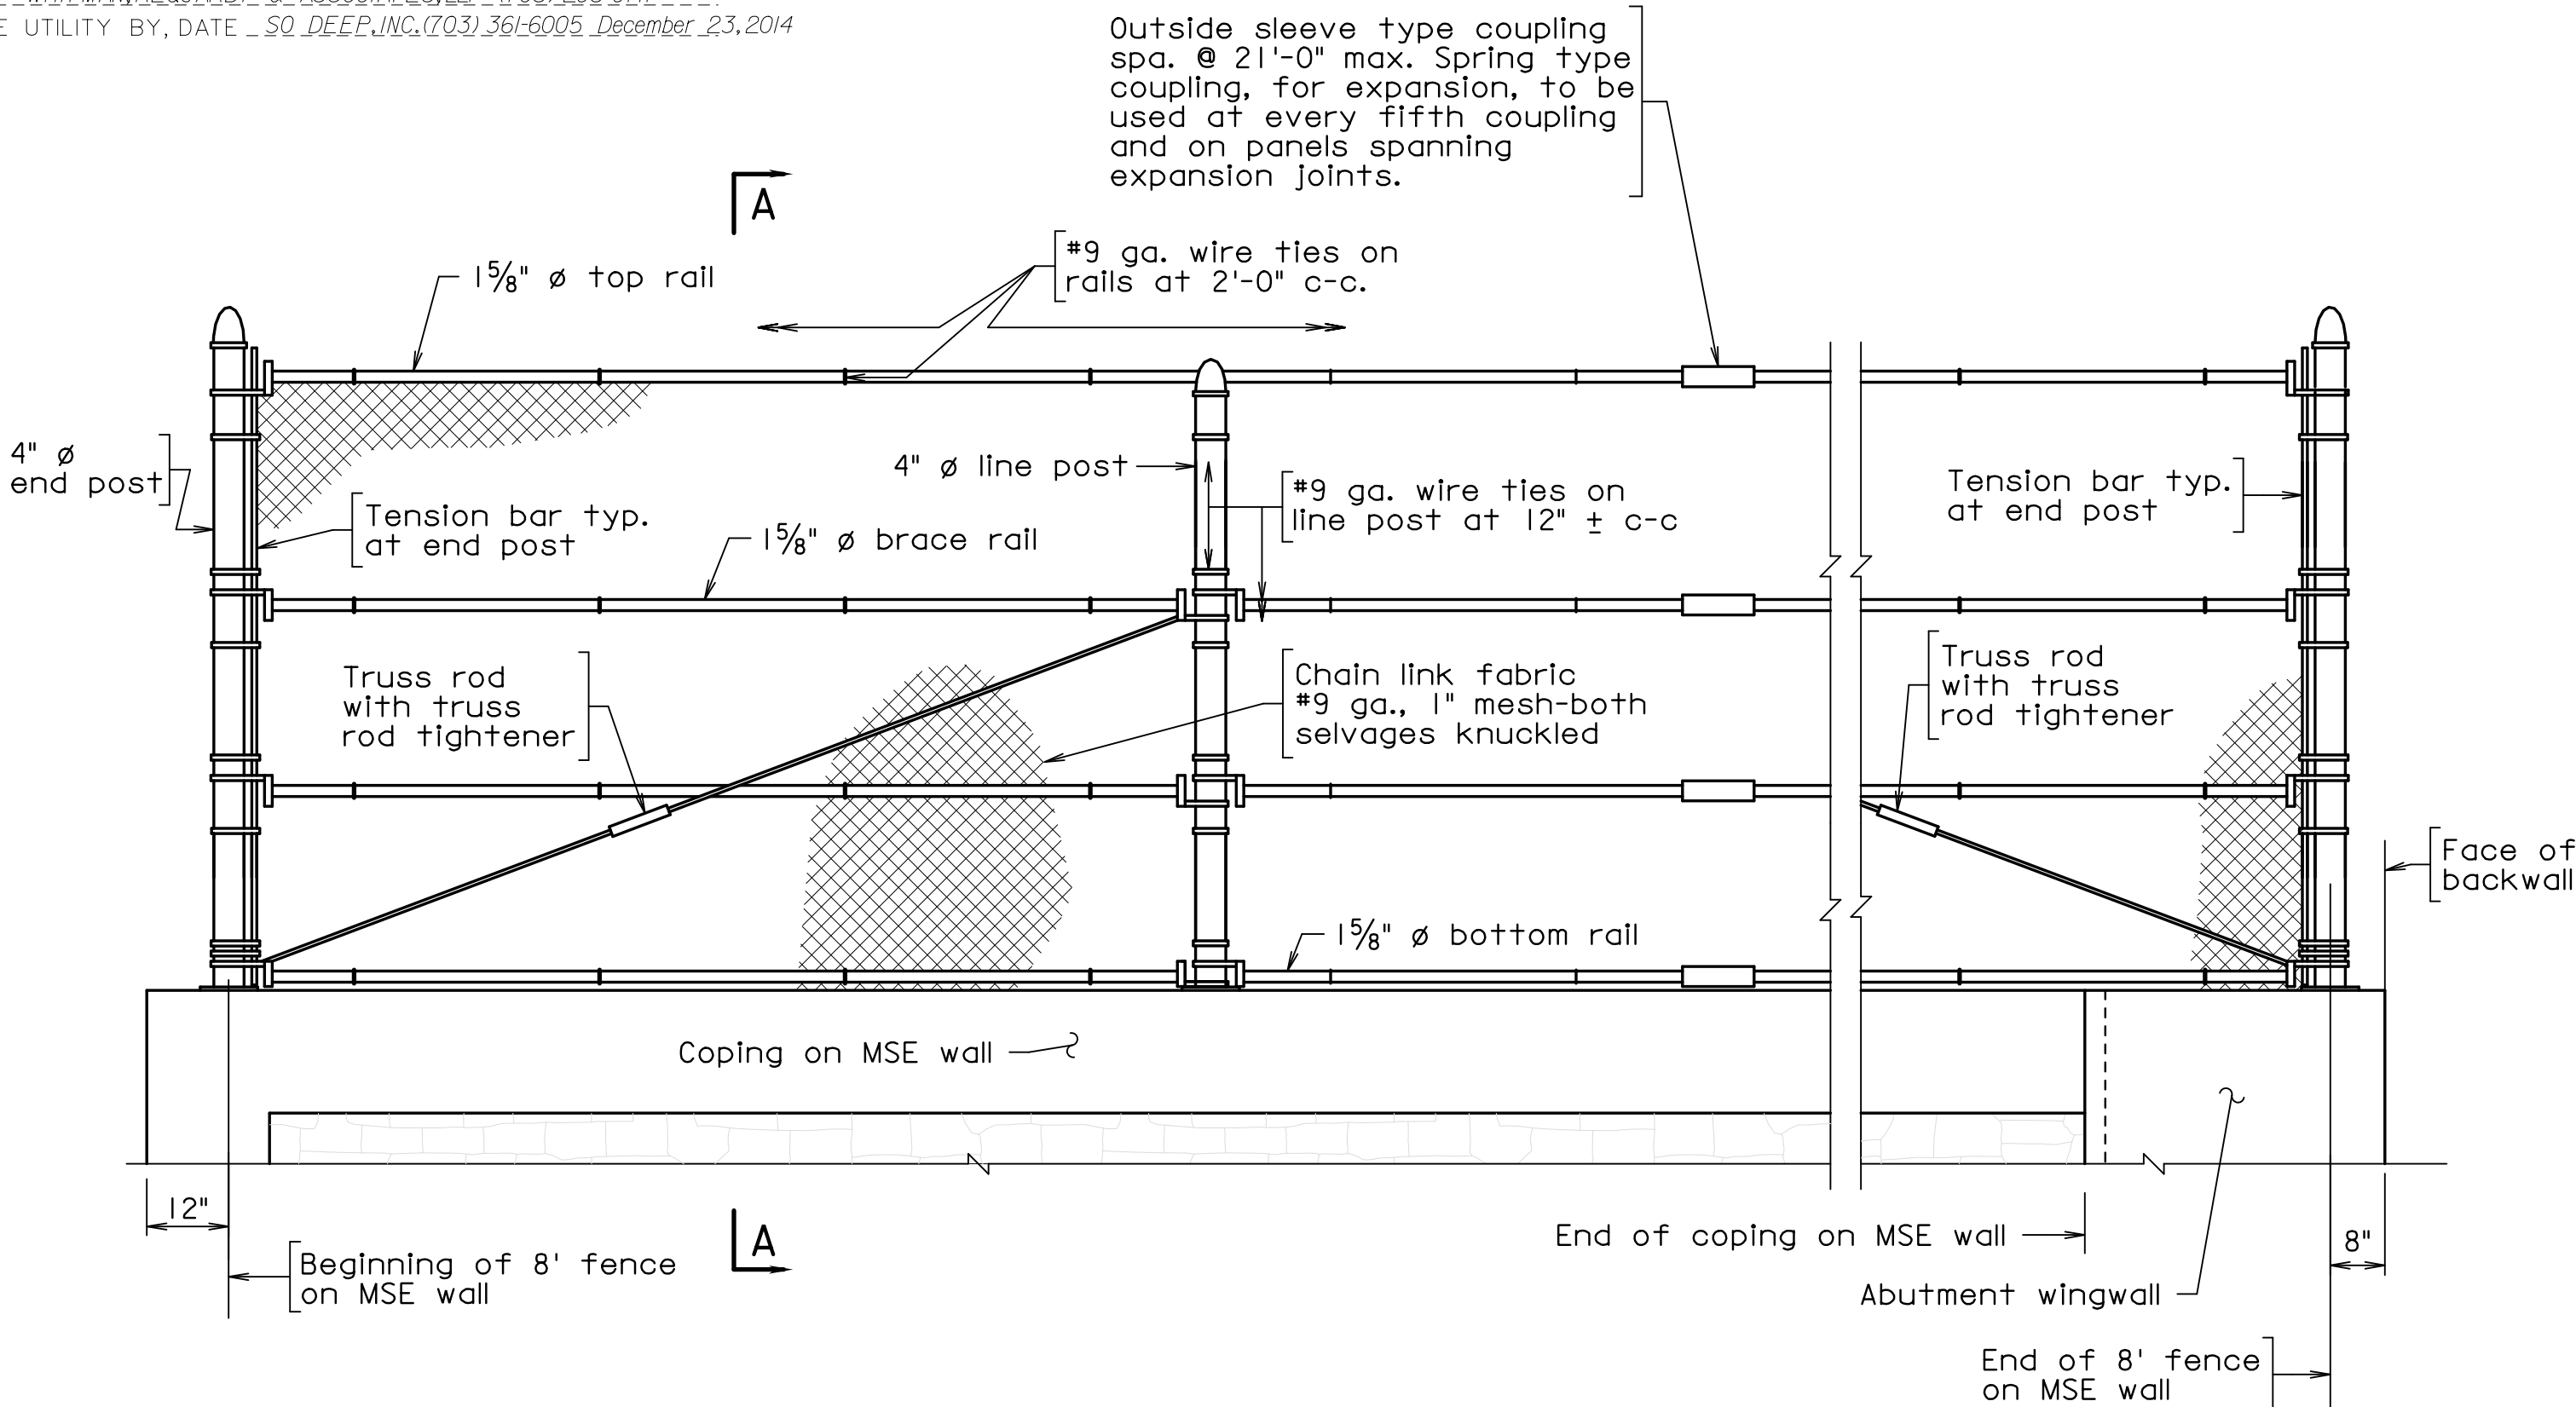 E UTILITY BY, DATE SO DEEP, INC. (703) 361-6005 December 23, 2014
Outside sleeve type coupling
spa. @ 21'-0" max. Spring type
coupling, for expansion, to be
used at every fifth coupling
and on panels spanning
expansion joints.
A
#9 ga. wire ties on
rails at 2'-0" c-c.
1⅝" ø top rail
4" ø
end post
Tension bar typ.
at end post
1⅝" ø brace rail
4" ø line post
#9 ga. wire ties on
line post at 12" ± c-c
Tension bar typ.
at end post
Truss rod
with truss
rod tightener
Chain link fabric
#9 ga., 1" mesh-both
selvages knuckled
Truss rod
with truss
rod tightener
Face of
backwall
1⅝" ø bottom rail
Coping on MSE wall
12"
Beginning of 8' fence
on MSE wall
A
End of coping on MSE wall
8"
Abutment wingwall
End of 8' fence
on MSE wall